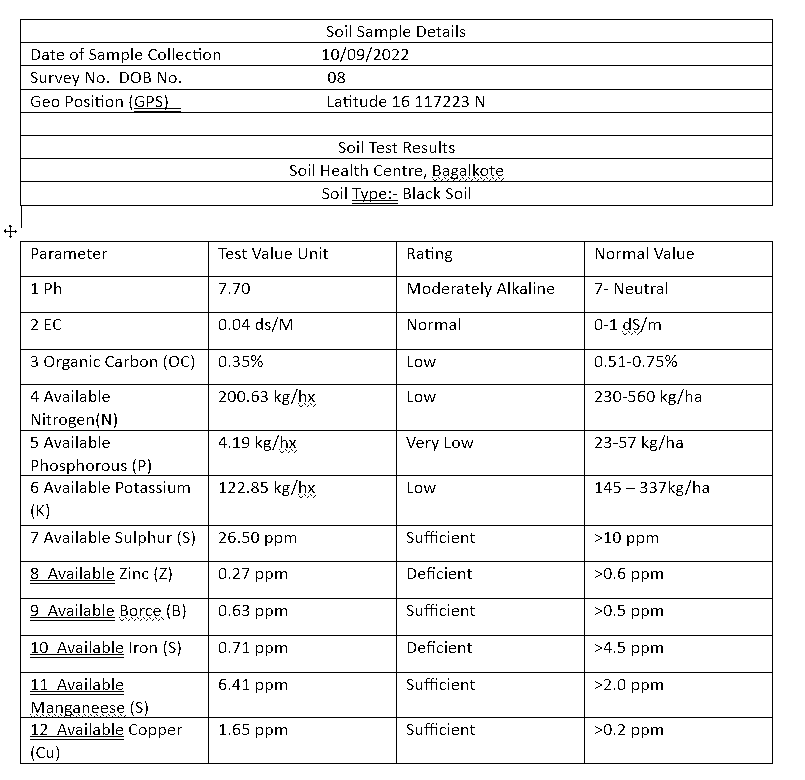 Soil Sample Details
Date of Sample Collection 10/09/2022
Survey No. DOB No. 08
Geo Position (GPS) Latitude 16 117223 N
Soil Test Results
Soil Health Centre, Bagalkote
Soil Type:- Black Soil
Parameter Test Value Unit Rating Normal Value
1 Ph 7.70 Moderately Alkaline 7- Neutral
2 EC 0.04 ds/M Normal 0-1 dS/m
3 Organic Carbon (OC) 0.35% Low 0.51-0.75%
4 Available 200.63 kg/hx Low 230-560 kg/ha
Nitrogen(N)
5 Available 4.19 kg/hx Very Low 23-57 kg/ha
Phosphorous (P)
6 Available Potassium 122.85 kg/hx Low 145 – 337kg/ha
(K)
7 Available Sulphur (S) 26.50 ppm Sufficient >10 ppm
8 Available Zinc (Z) 0.27 ppm Deficient >0.6 ppm
9 Available Borce (B) 0.63 ppm Sufficient >0.5 ppm
10 Available Iron (S) 0.71 ppm Deficient >4.5 ppm
11 Available 6.41 ppm Sufficient >2.0 ppm
Manganeese (S)
12 Available Copper 1.65 ppm Sufficient >0.2 ppm
(Cu)